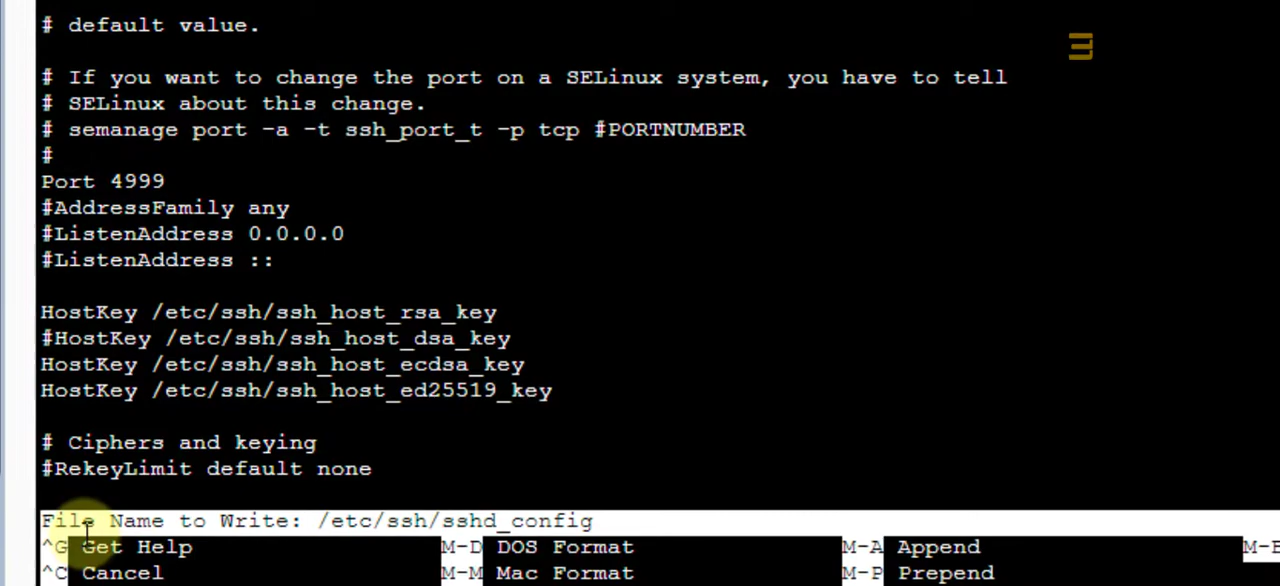 # default value.
# If you want to change the port on a SELinux system, you have to tell
# SELinux about this change.
# semanage port -a -t ssh_port_t -p tcp #PORTNUMBER
#
Port 4999
#AddressFamily any
#ListenAddress 0.0.0.0
#ListenAddress ::
HostKey /etc/ssh/ssh_host_rsa_key
#HostKey /etc/ssh/ssh_host_dsa_key
HostKey /etc/ssh/ssh_host_ecdsa_key
HostKey /etc/ssh/ssh_host_ed25519_key
# Ciphers and keying
#RekeyLimit default none
File Name to Write: /etc/ssh/sshd_config
^G Get Help M-D DOS Format M-A Append
^C Cancel M-M Mac Format M-P Prepend